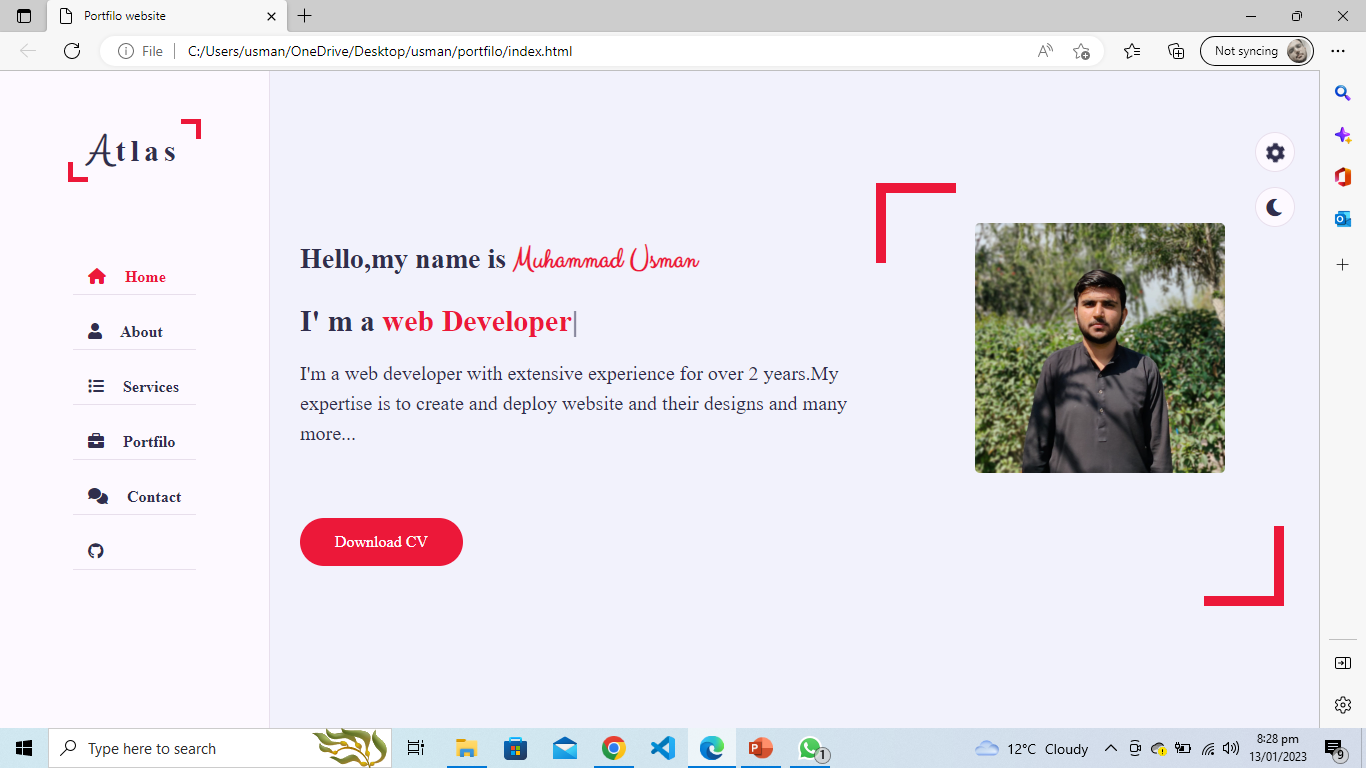 Portfilo website
File
C:/Users/usman/OneDrive/Desktop/usman/portfilo/index.html
Not syncing
Atlas
Home
About
Services
Portfilo
Contact
Hello,my name is Muhammad Usman
I' m a web Developer|
I'm a web developer with extensive experience for over 2 years.My
expertise is to create and deploy website and their designs and many
more...
Download CV
Type here to search
1
12°C Cloudy
8:28 pm
13/01/2023
9